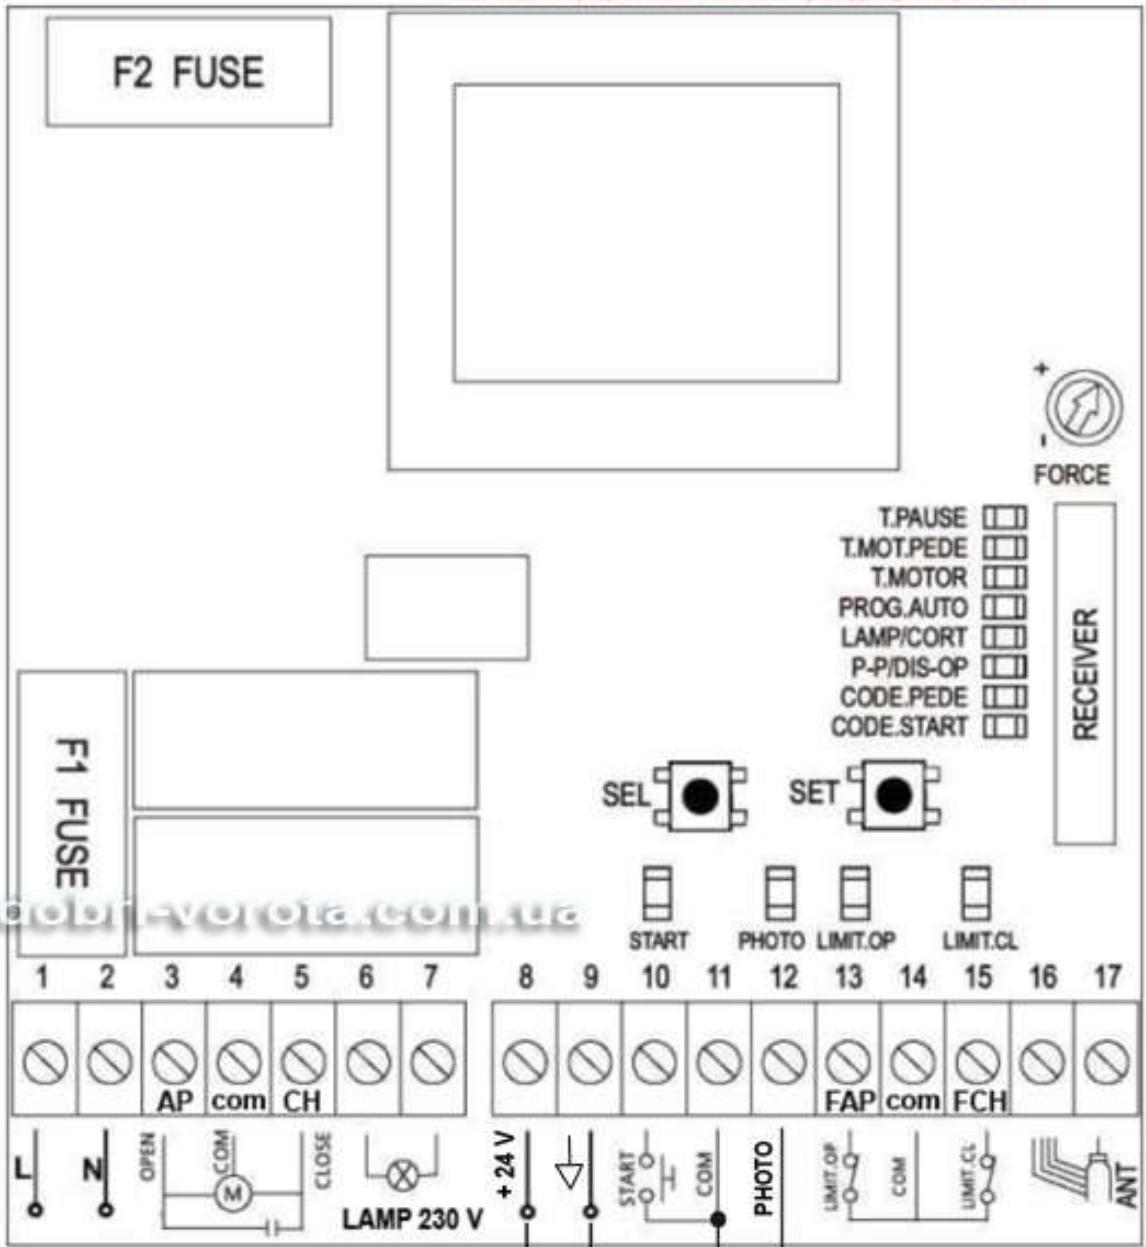 F2 FUSE
+
-
FORCE
T.PAUSE
T.MOT.PEDE
T.MOTOR
PROG.AUTO
LAMP/CORT
P-P/DIS-OP
CODE.PEDE
CODE.START
RECEIVER
F1 FUSE
SEL
SET
dobri-vorota.com.ua
START
PHOTO
LIMIT.OP
LIMIT.CL
1 2 3 4 5 6 7 8 9 10 11 12 13 14 15 16 17
AP com CH
FAP com FCH
L
N
OPEN
COM
M
CLOSE
LAMP 230 V
+ 24 V
START
COM
PHOTO
LIMIT.OP
COM
LIMIT.CL
ANT